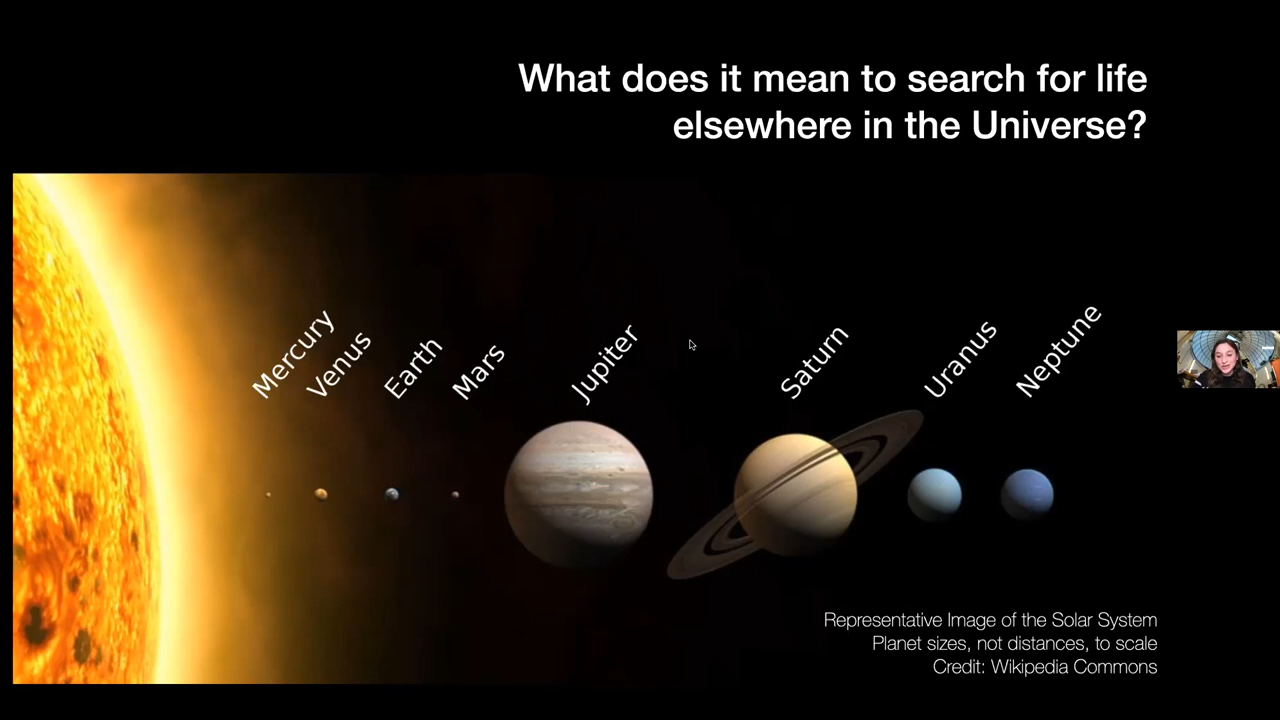 What does it mean to search for life
elsewhere in the Universe?
Mercury
Venus
Earth
Mars
Jupiter
Saturn
Uranus
Neptune
Representative Image of the Solar System
Planet sizes, not distances, to scale
Credit: Wikipedia Commons